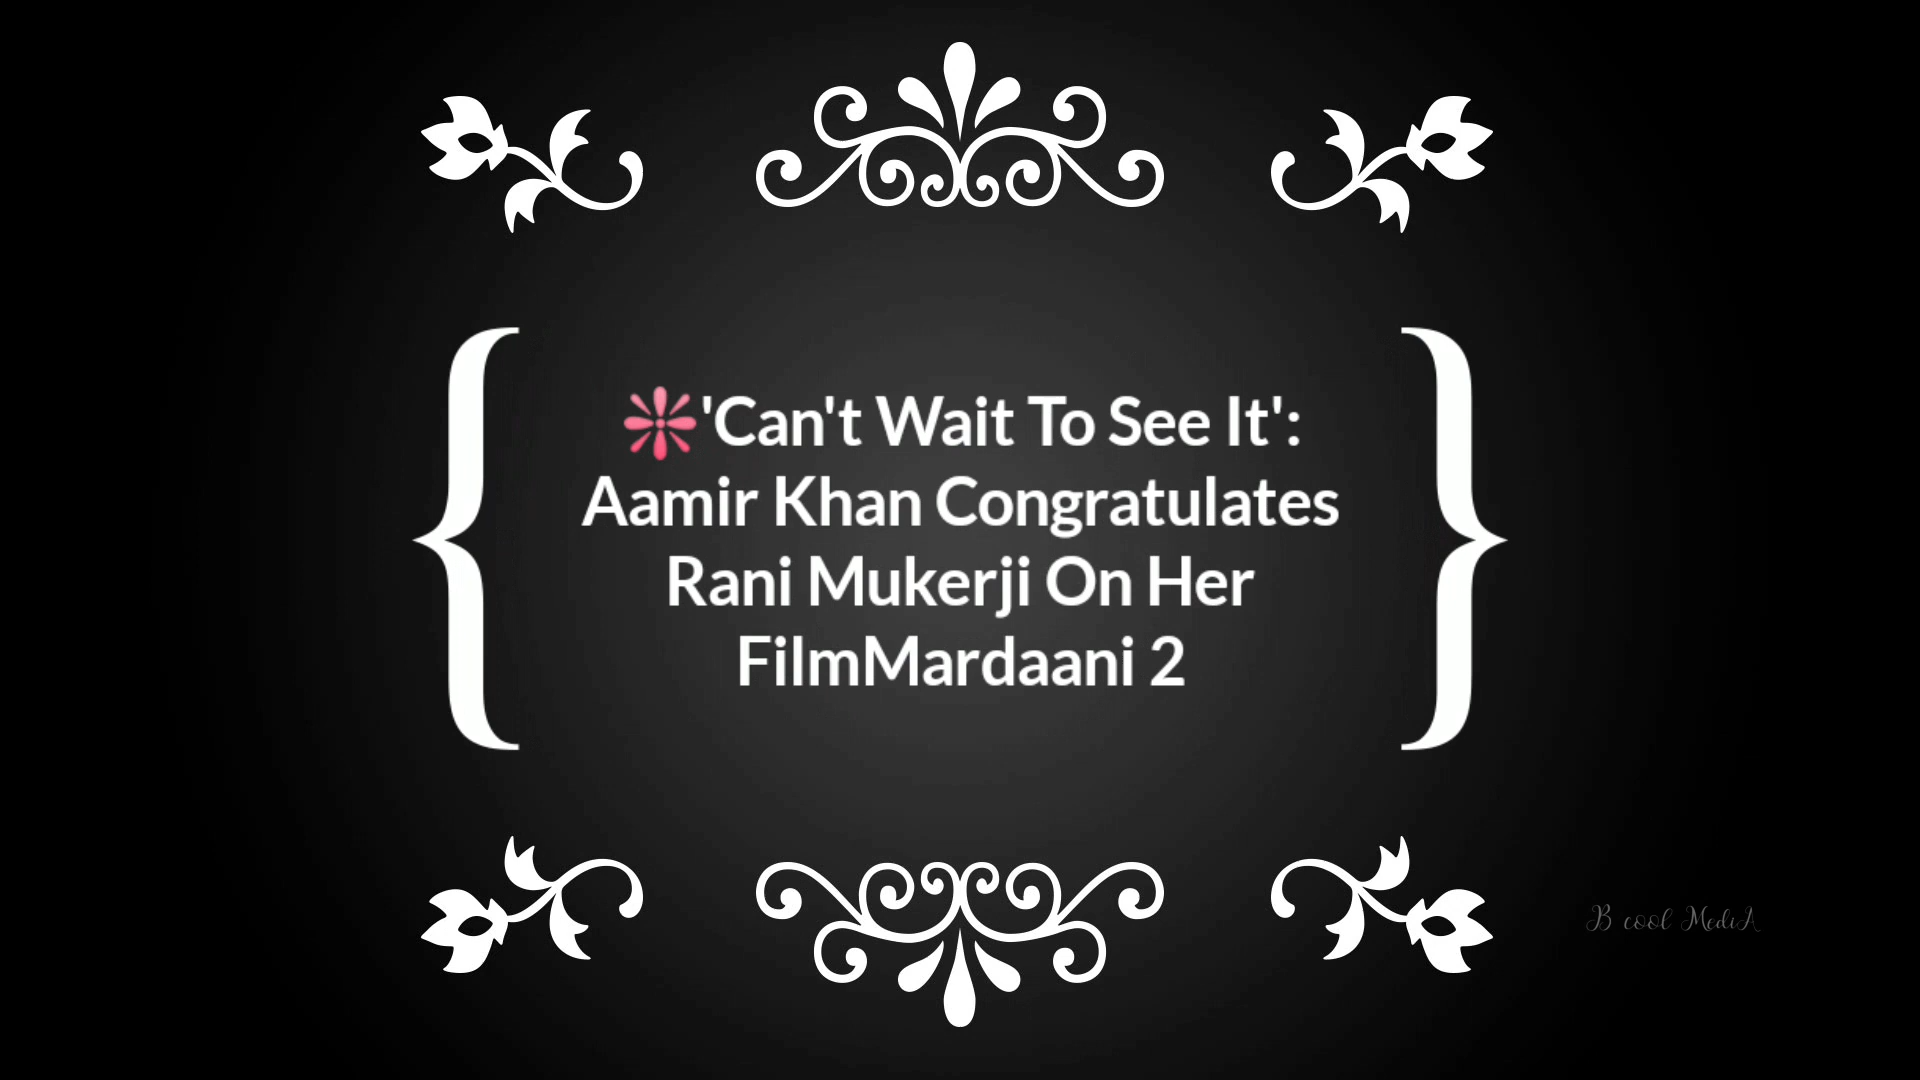 'Can't Wait To See It':
Aamir Khan Congratulates
Rani Mukerji On Her
FilmMardaani 2
B cool MediA